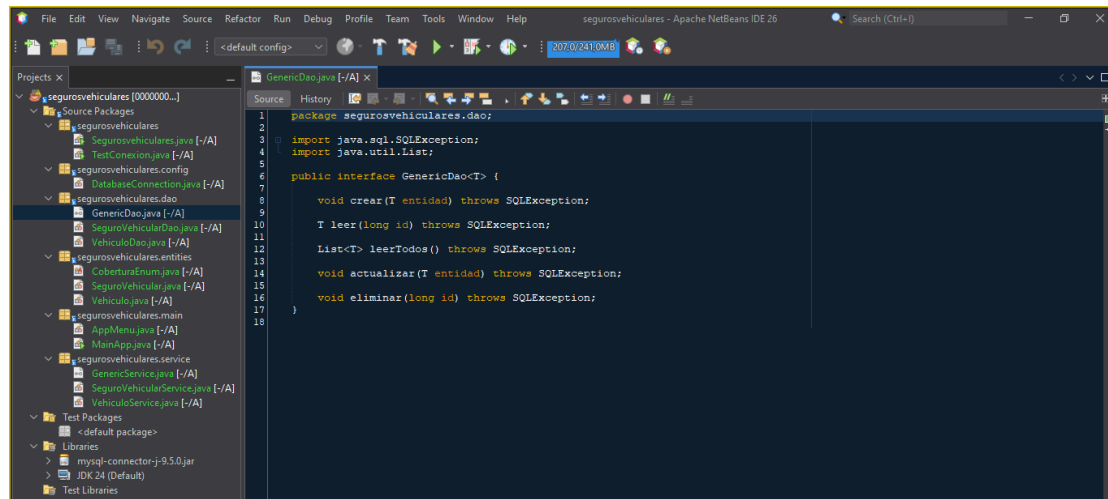 File Edit View Navigate Source Refactor Run Debug Profile Team Tools Window Help segurosvehiculares - Apache NetBeans IDE 26 Search (Ctrl+I)
<default config> 207.0/241.0MB
Projects
segurosvehiculares [0000000...]
Source Packages
segurosvehiculares
Segurosvehiculares.java [-/A]
TestConexion.java [-/A]
segurosvehiculares.config
DatabaseConnection.java [-/A]
segurosvehiculares.dao
GenericDao.java [-/A]
SeguroVehicularDao.java [-/A]
VehiculoDao.java [-/A]
segurosvehiculares.entities
CoberturaEnum.java [-/A]
SeguroVehicular.java [-/A]
Vehiculo.java [-/A]
segurosvehiculares.main
AppMenu.java [-/A]
MainApp.java [-/A]
segurosvehiculares.service
GenericService.java [-/A]
SeguroVehicularService.java [-/A]
VehiculoService.java [-/A]
Test Packages
<default package>
Libraries
mysql-connector-j-9.5.0.jar
JDK 24 (Default)
Test Libraries
GenericDao.java [-/A]
Source History
1 package segurosvehiculares.dao;
2
3 import java.sql.SQLException;
4 import java.util.List;
5
6 public interface GenericDao<T> {
7
8 void crear(T entidad) throws SQLException;
9
10 T leer(long id) throws SQLException;
11
12 List<T> leerTodos() throws SQLException;
13
14 void actualizar(T entidad) throws SQLException;
15
16 void eliminar(long id) throws SQLException;
17 }
18